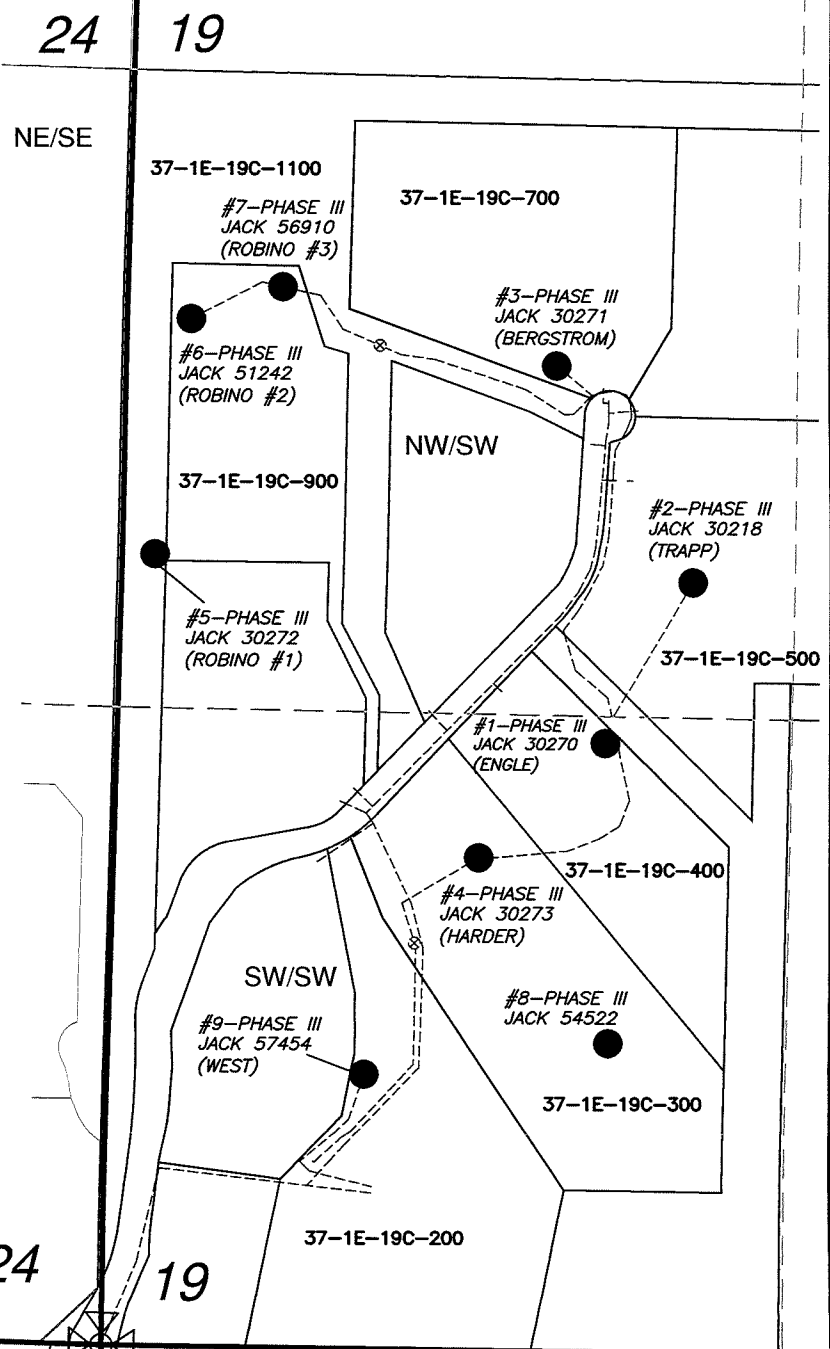 24 19
NE/SE
37-1E-19C-1100
37-1E-19C-700
#7-PHASE III
JACK 56910
(ROBINO #3)
#3-PHASE III
JACK 30271
(BERGSTROM)
#6-PHASE III
JACK 51242
(ROBINO #2)
NW/SW
37-1E-19C-900
#2-PHASE III
JACK 30218
(TRAPP)
#5-PHASE III
JACK 30272
(ROBINO #1)
37-1E-19C-500
#1-PHASE III
JACK 30270
(ENGLE)
37-1E-19C-400
#4-PHASE III
JACK 30273
(HARDER)
SW/SW
#8-PHASE III
JACK 54522
#9-PHASE III
JACK 57454
(WEST)
37-1E-19C-300
37-1E-19C-200
24 19